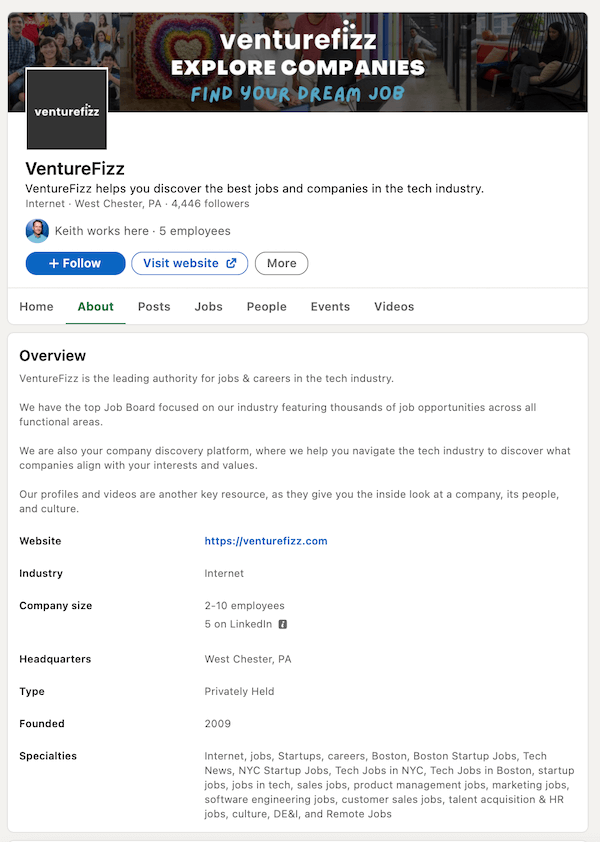 venturefizz
EXPLORE COMPANIES
FIND YOUR DREAM JOB
venturefizz
VentureFizz
VentureFizz helps you discover the best jobs and companies in the tech industry.
Internet · West Chester, PA · 4,446 followers
Keith works here · 5 employees
+ Follow
Visit website
More
Home
About
Posts
Jobs
People
Events
Videos
Overview
VentureFizz is the leading authority for jobs & careers in the tech industry.
We have the top Job Board focused on our industry featuring thousands of job opportunities across all
functional areas.
We are also your company discovery platform, where we help you navigate the tech industry to discover what
companies align with your interests and values.
Our profiles and videos are another key resource, as they give you the inside look at a company, its people,
and culture.
Website
https://venturefizz.com
Industry
Internet
Company size
2-10 employees
5 on LinkedIn
Headquarters
West Chester, PA
Type
Privately Held
Founded
2009
Specialties
Internet, jobs, Startups, careers, Boston, Boston Startup Jobs, Tech
News, NYC Startup Jobs, Tech Jobs in NYC, Tech Jobs in Boston, startup
jobs, jobs in tech, sales jobs, product management jobs, marketing jobs,
software engineering jobs, customer sales jobs, talent acquisition & HR
jobs, culture, DE&I, and Remote Jobs